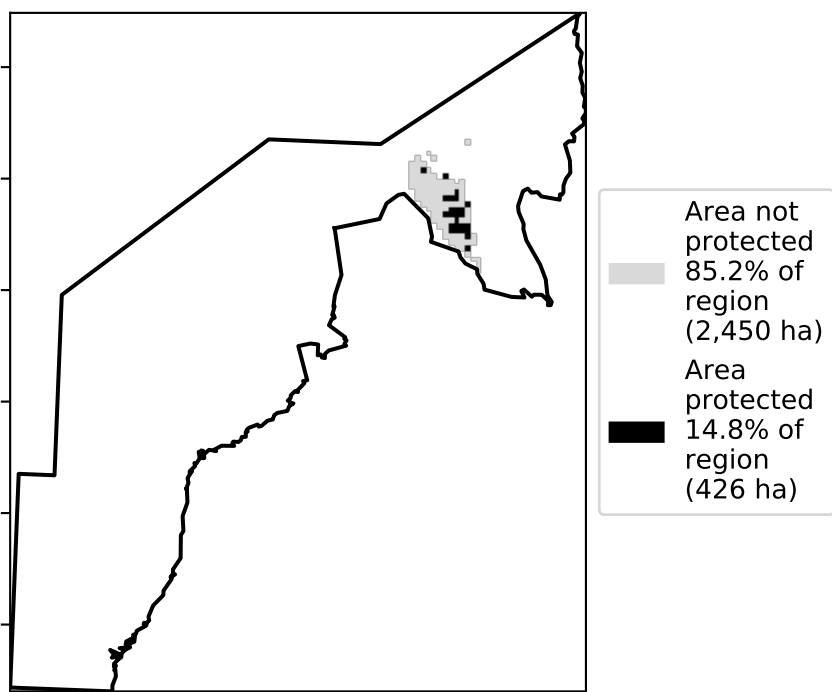 Area not
protected
85.2% of
region
(2,450 ha)
Area
protected
14.8% of
region
(426 ha)